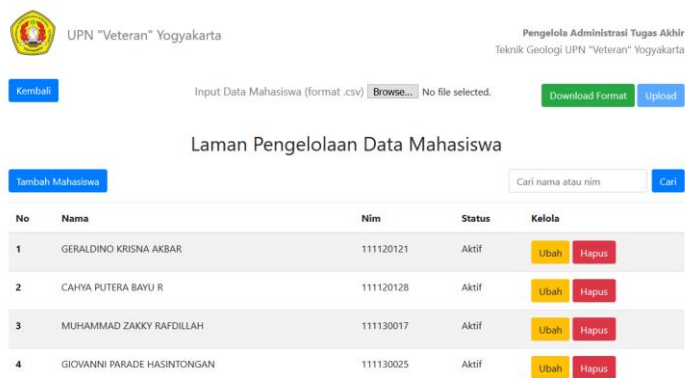 UPN "Veteran" Yogyakarta
Pengelola Administrasi Tugas Akhir
Teknik Geologi UPN "Veteran" Yogyakarta
Kembali
Input Data Mahasiswa (format .csv) Browse... No file selected.
Download Format
Upload
Laman Pengelolaan Data Mahasiswa
Tambah Mahasiswa
Cari nama atau nim
Cari
No Nama Nim Status Kelola
1 GERALDINO KRISNA AKBAR 111120121 Aktif Ubah Hapus
2 CAHYA PUTERA BAYU R 111120128 Aktif Ubah Hapus
3 MUHAMMAD ZAKKY RAFDILLAH 111130017 Aktif Ubah Hapus
4 GIOVANNI PARADE HASINTONGAN 111130025 Aktif Ubah Hapus